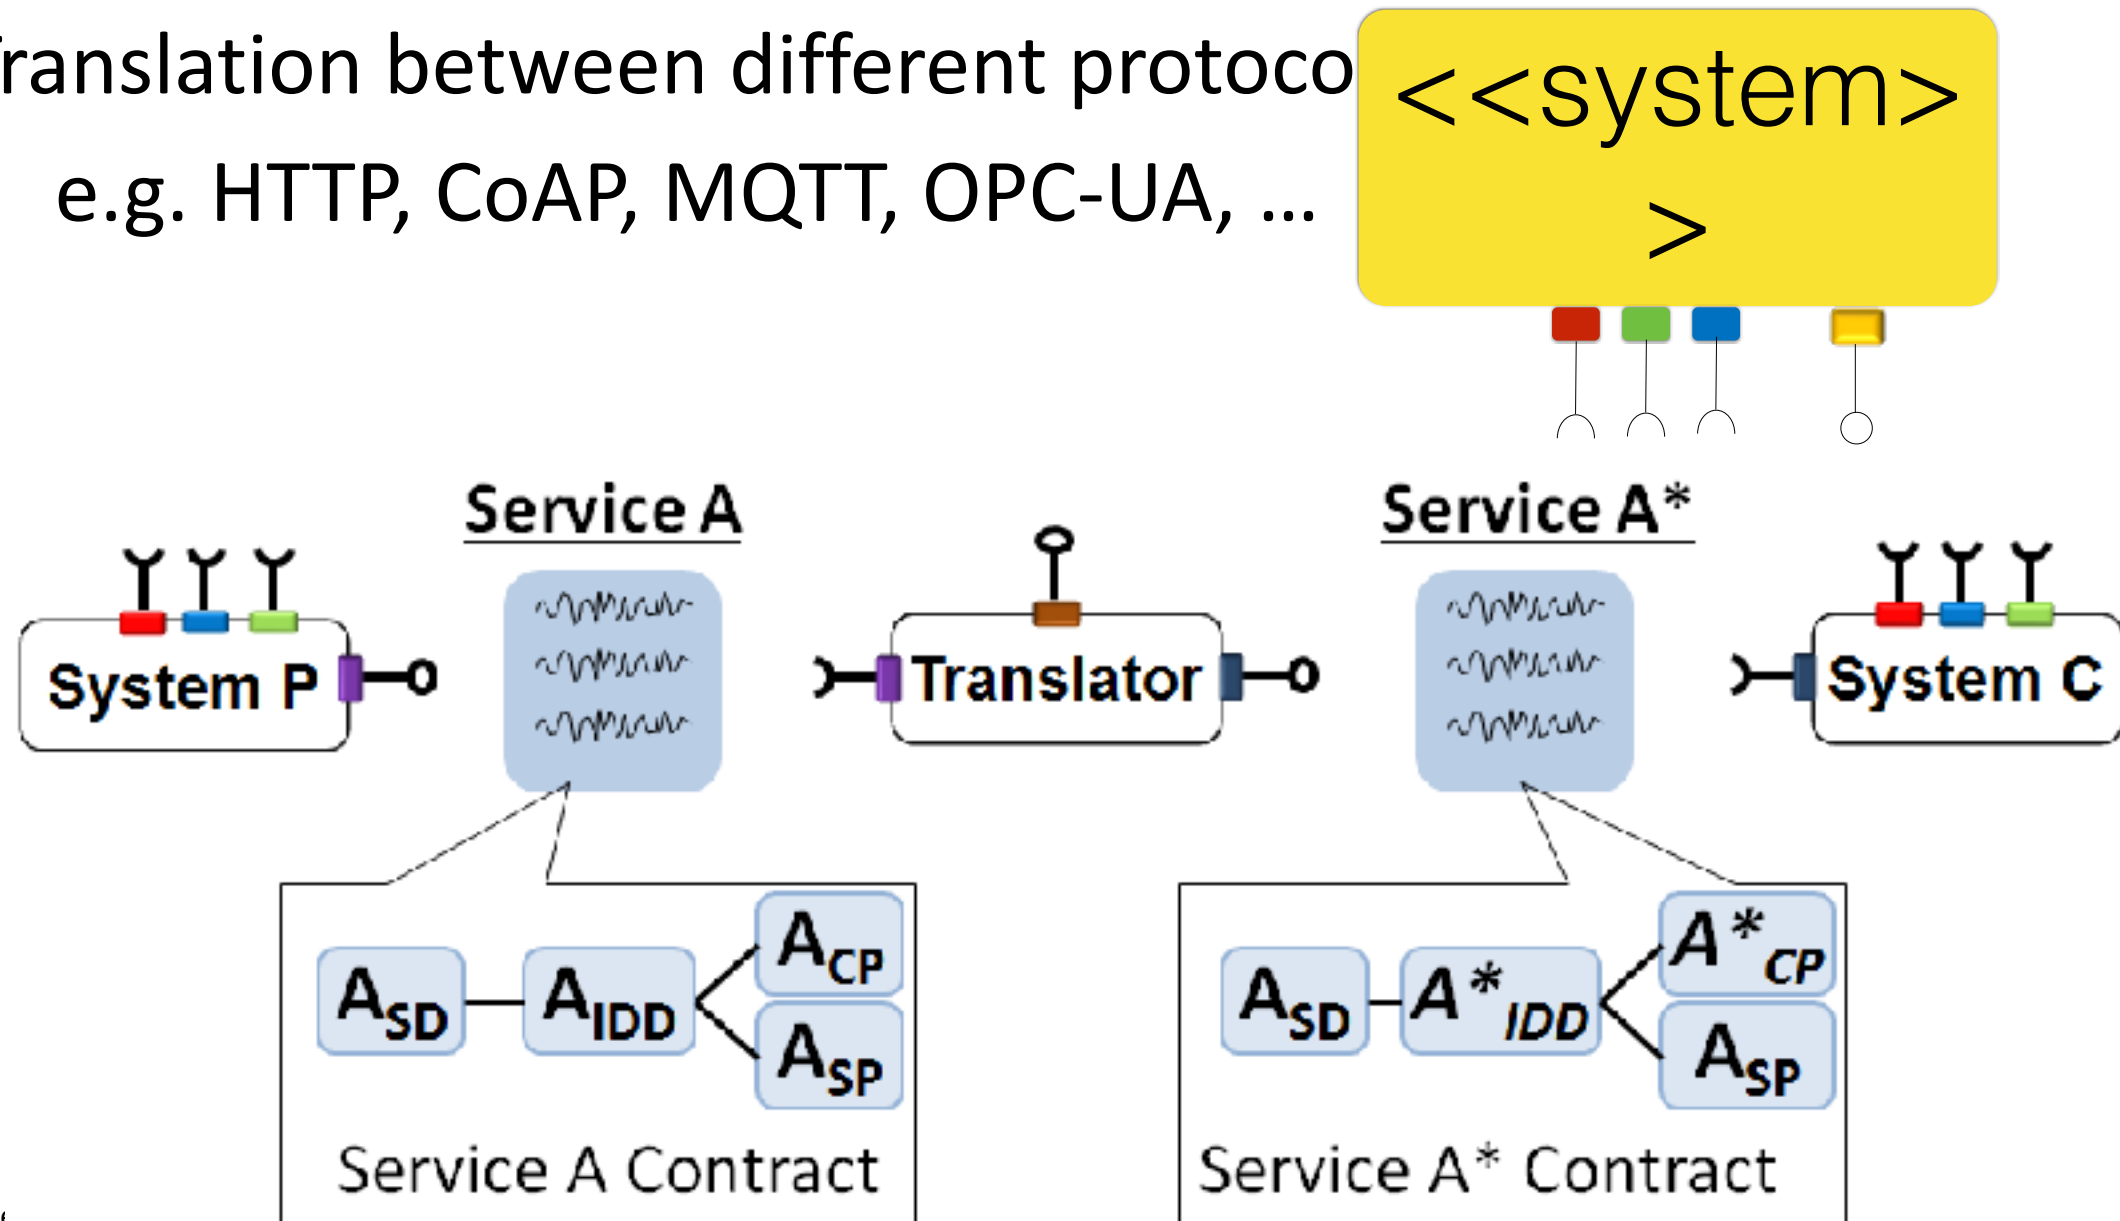 ranslation between different protoco
e.g. HTTP, CoAP, MQTT, OPC-UA, ...
<<system>
>
Service A
Service A*
System P
Translator
System C
ASD
AIDD
ACP
ASP
Service A Contract
ASD
A*IDD
A*CP
ASP
Service A* Contract